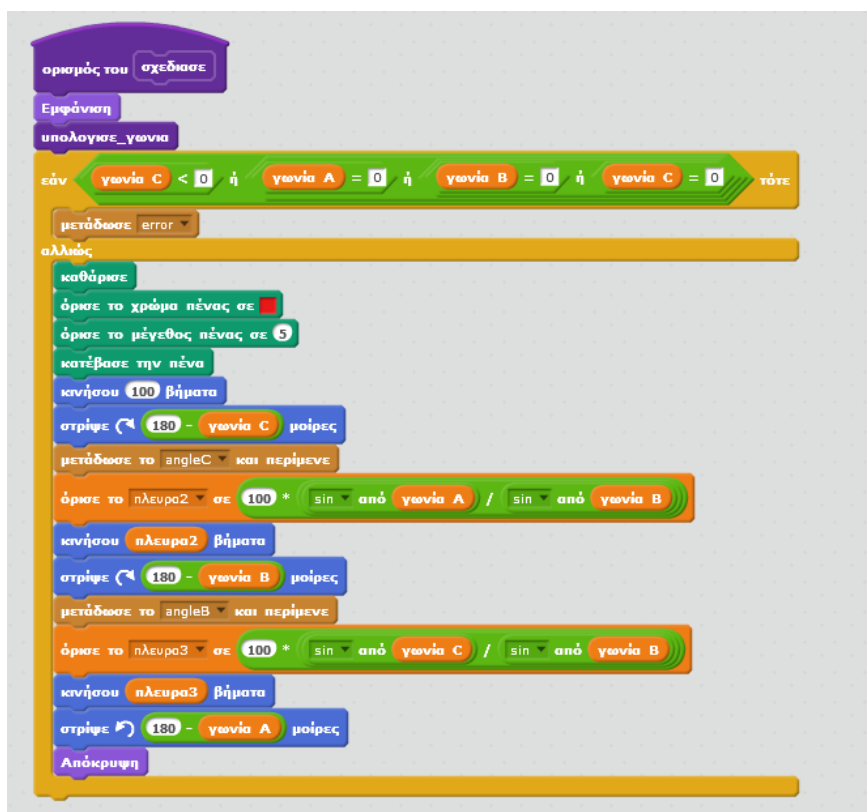 ορισμός του σχεδιασε
Εμφάνιση
υπολογισε_γωνια
εάν γωνία C < 0 ή γωνία A = 0 ή γωνία B = 0 ή γωνία C = 0 τότε
μετάδωσε error
αλλιώς
καθάρισε
όρισε το χρώμα πένας σε
όρισε το μέγεθος πένας σε 5
κατέβασε την πένα
κινήσου 100 βήματα
στρίψε 180 - γωνία C μοίρες
μετάδωσε το angleC και περίμενε
όρισε το πλευρα2 σε 100 * sin από γωνία A / sin από γωνία B
κινήσου πλευρα2 βήματα
στρίψε 180 - γωνία B μοίρες
μετάδωσε το angleB και περίμενε
όρισε το πλευρα3 σε 100 * sin από γωνία C / sin από γωνία B
κινήσου πλευρα3 βήματα
στρίψε 180 - γωνία A μοίρες
Απόκρυψη